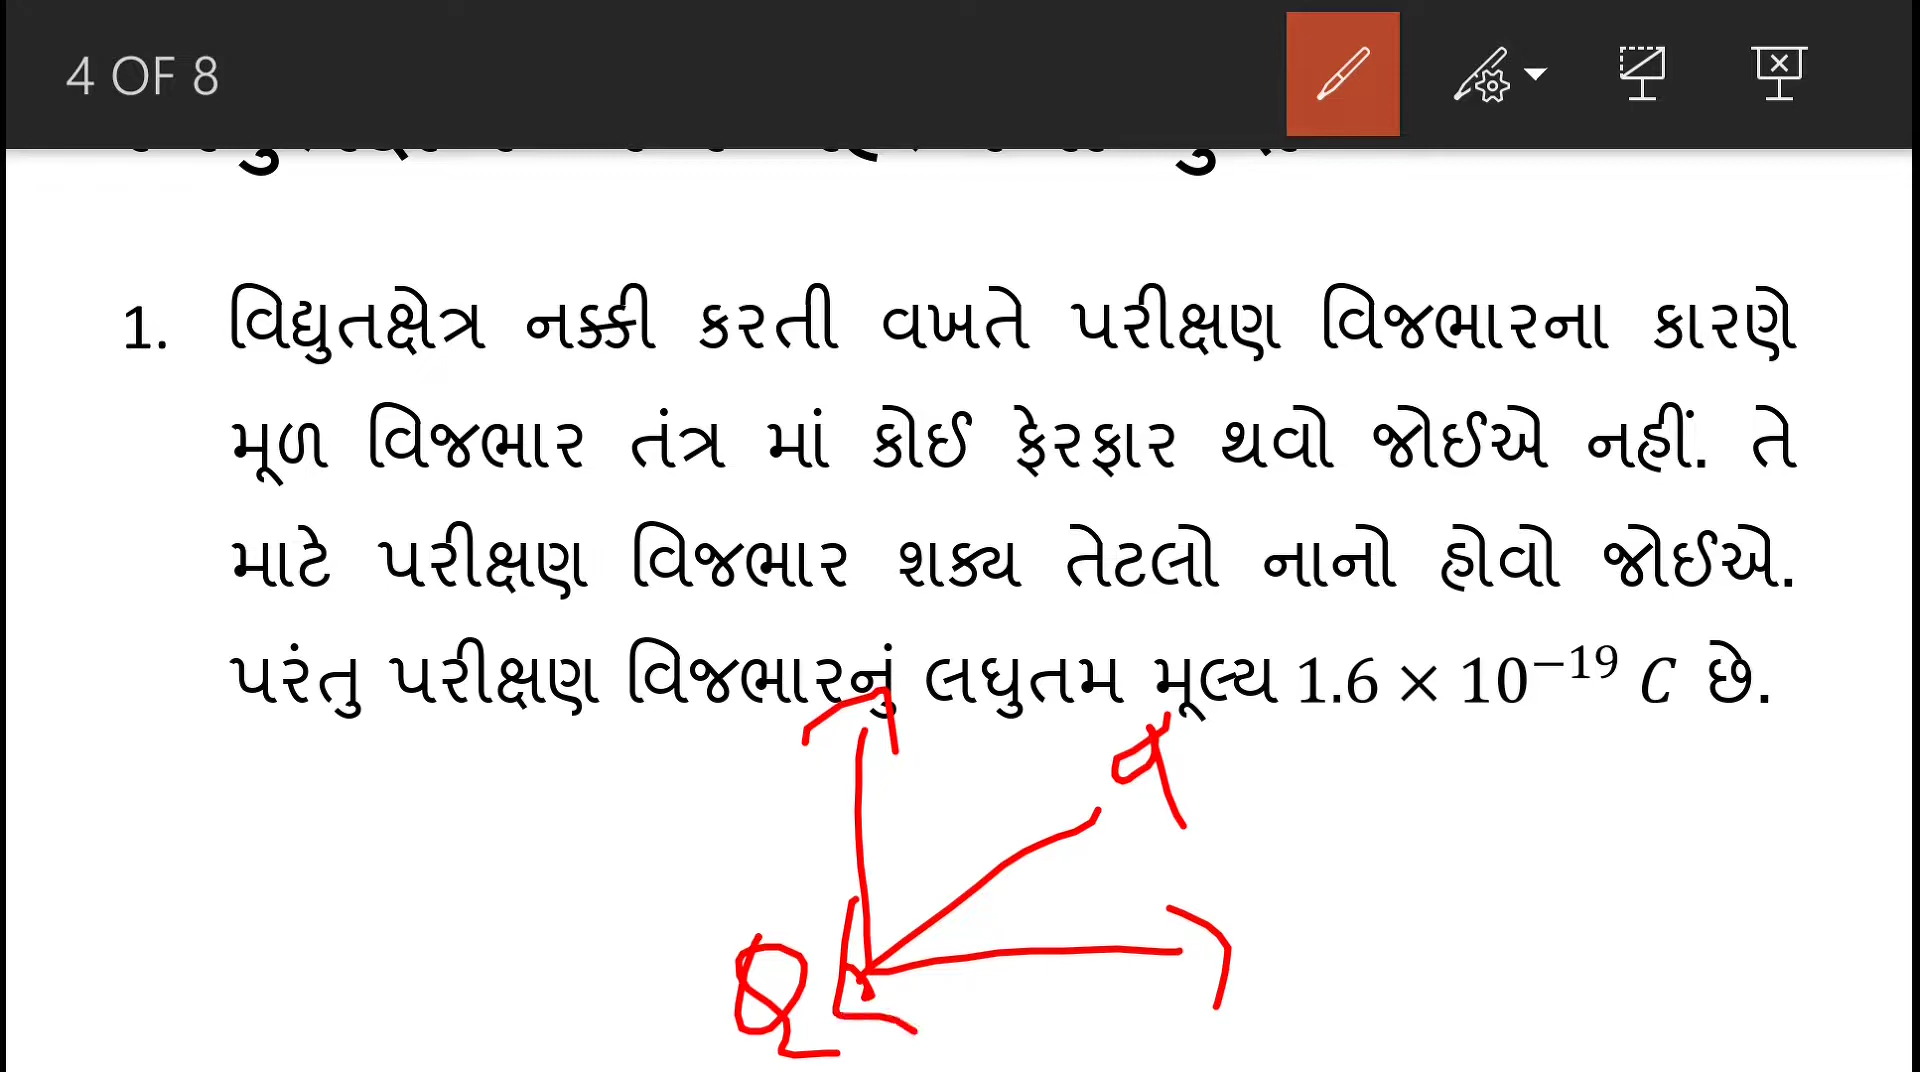 4 OF 8
1. વિદ્યુતક્ષેત્ર નક્કી કરતી વખતે પરીક્ષણ વિજભારના કારણે
મૂળ વિજભાર તંત્ર માં કોઈ ફેરફાર થવો જોઈએ નહીં. તે
માટે પરીક્ષણ વિજભાર શક્ય તેટલો નાનો હોવો જોઈએ.
પરંતુ પરીક્ષણ વિજભારનું લઘુતમ મૂલ્ય 1.6 × 10⁻¹⁹ C છે.
q
Q